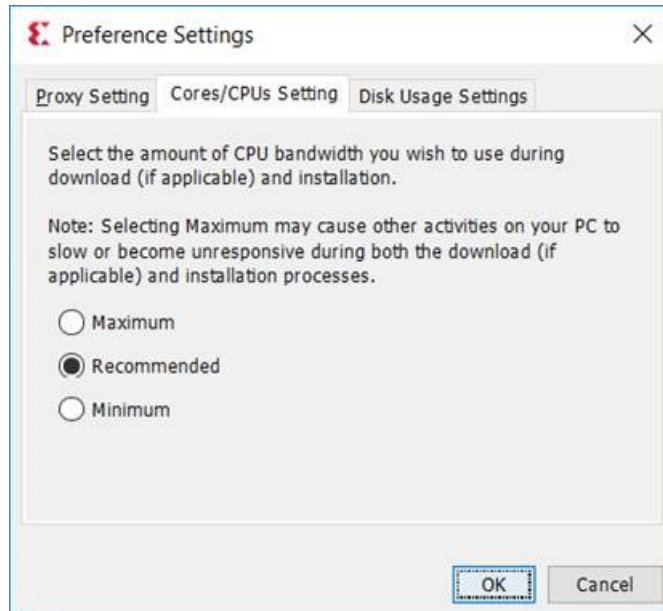 Preference Settings
Proxy Setting Cores/CPUs Setting Disk Usage Settings
Select the amount of CPU bandwidth you wish to use during
download (if applicable) and installation.
Note: Selecting Maximum may cause other activities on your PC to
slow or become unresponsive during both the download (if
applicable) and installation processes.
Maximum
Recommended
Minimum
OK Cancel